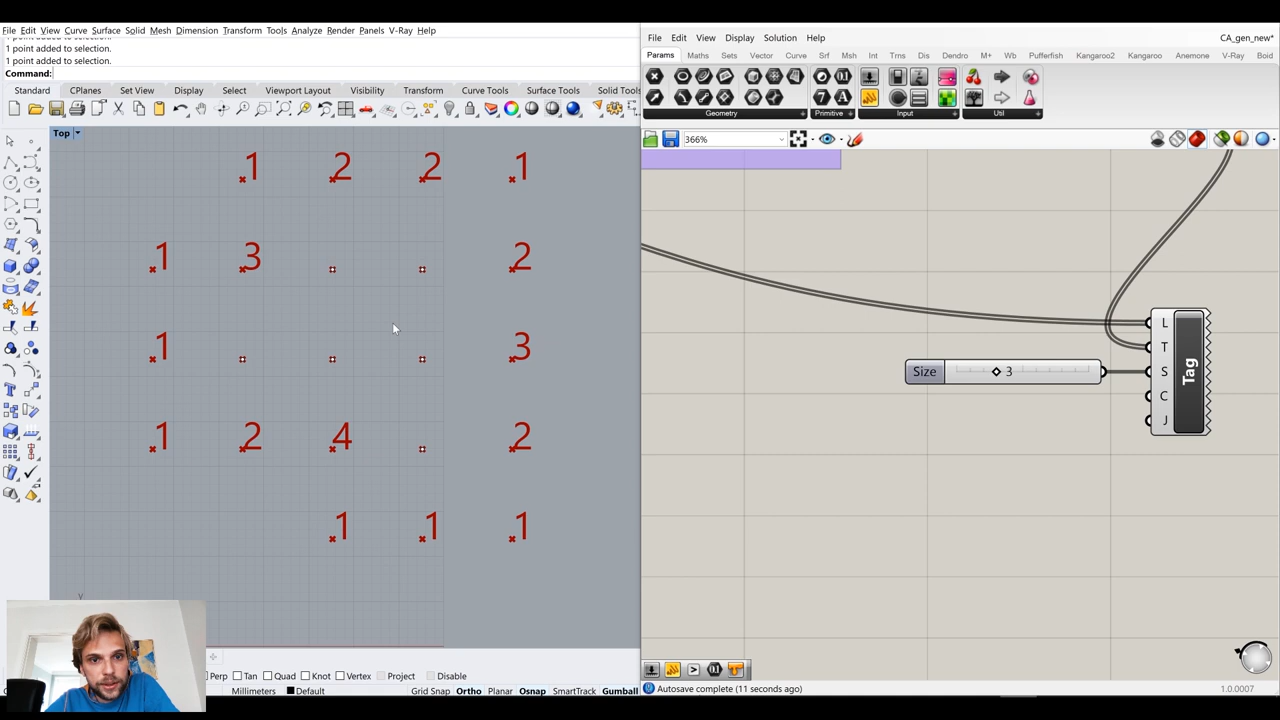 File Edit View Curve Surface Solid Mesh Dimension Transform Tools Analyze Render Panels V-Ray Help
1 point added to selection.
1 point added to selection.
Command:
Standard CPlanes Set View Display Select Viewport Layout Visibility Transform Curve Tools Surface Tools Solid Tools
Top
1 2 2 1
1 3 2
1 3
1 2 4 2
1 1 1
y
Perp Tan Quad Knot Vertex Project Disable
Millimeters Default Grid Snap Ortho Planar Osnap SmartTrack Gumball
File Edit View Display Solution Help CA_gen_new*
Params Maths Sets Vector Curve Srf Msh Int Trns Dis Dendro M+ Wb Pufferfish Kangaroo2 Kangaroo Anemone V-Ray Boid
Geometry Primitive Input Util
366%
L
T
Size 3 S Tag
C
J
Autosave complete (11 seconds ago) 1.0.0007